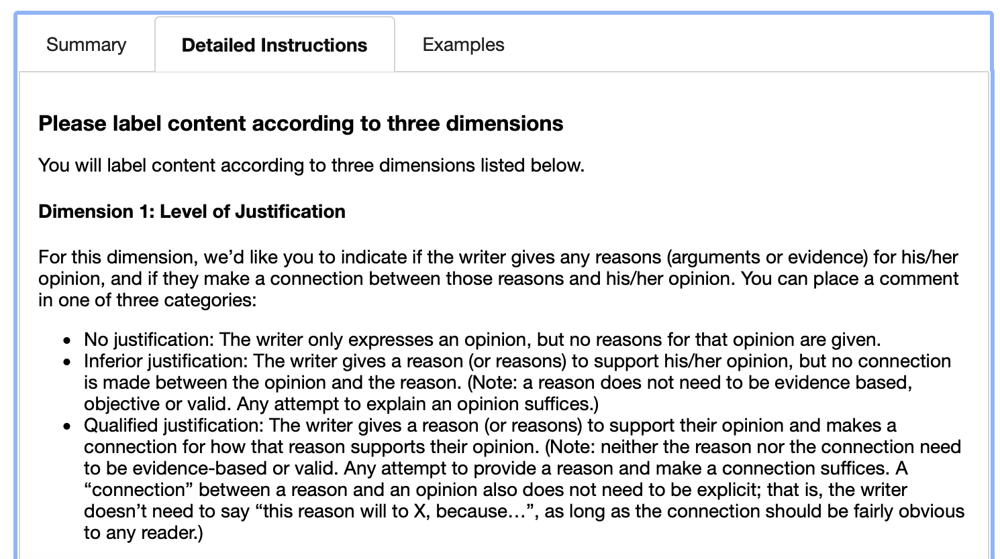 Summary Detailed Instructions Examples
Please label content according to three dimensions
You will label content according to three dimensions listed below.
Dimension 1: Level of Justification
For this dimension, we’d like you to indicate if the writer gives any reasons (arguments or evidence) for his/her
opinion, and if they make a connection between those reasons and his/her opinion. You can place a comment
in one of three categories:
• No justification: The writer only expresses an opinion, but no reasons for that opinion are given.
• Inferior justification: The writer gives a reason (or reasons) to support his/her opinion, but no connection
is made between the opinion and the reason. (Note: a reason does not need to be evidence based,
objective or valid. Any attempt to explain an opinion suffices.)
• Qualified justification: The writer gives a reason (or reasons) to support their opinion and makes a
connection for how that reason supports their opinion. (Note: neither the reason nor the connection need
to be evidence-based or valid. Any attempt to provide a reason and make a connection suffices. A
“connection” between a reason and an opinion also does not need to be explicit; that is, the writer
doesn’t need to say “this reason will to X, because…”, as long as the connection should be fairly obvious
to any reader.)